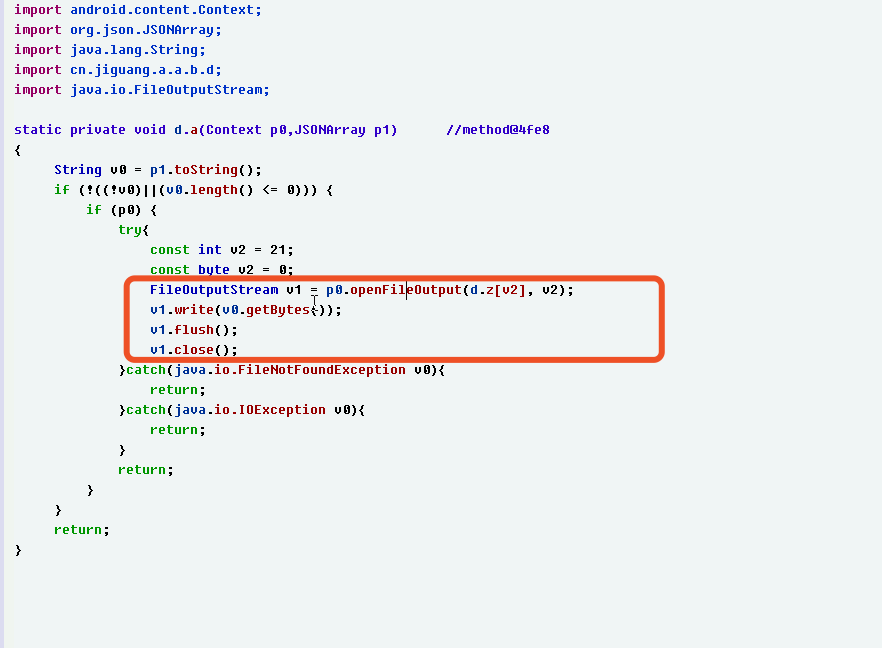 import android.content.Context;
import org.json.JSONArray;
import java.lang.String;
import cn.jiguang.a.a.b.d;
import java.io.FileOutputStream;
static private void d.a(Context p0,JSONArray p1) //method@4fe8
{
String v0 = p1.toString();
if (!((!v0)||(v0.length() <= 0))) {
if (p0) {
try{
const int v2 = 21;
const byte v2 = 0;
FileOutputStream v1 = p0.openFileOutput(d.z[v2], v2);
v1.write(v0.getBytes());
v1.flush();
v1.close();
}catch(java.io.FileNotFoundException v0){
return;
}catch(java.io.IOException v0){
return;
}
return;
}
}
return;
}